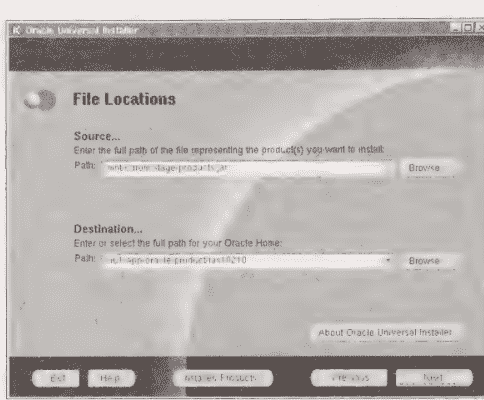 Oracle Universal Installer
File Locations
Source...
Enter the full path of the file representing the product(s) you want to install:
Path:
Browse
Destination...
Enter or select the full path for your Oracle Home:
Path:
Browse
About Oracle Universal Installer
Exit Help Installed Products Previous Next